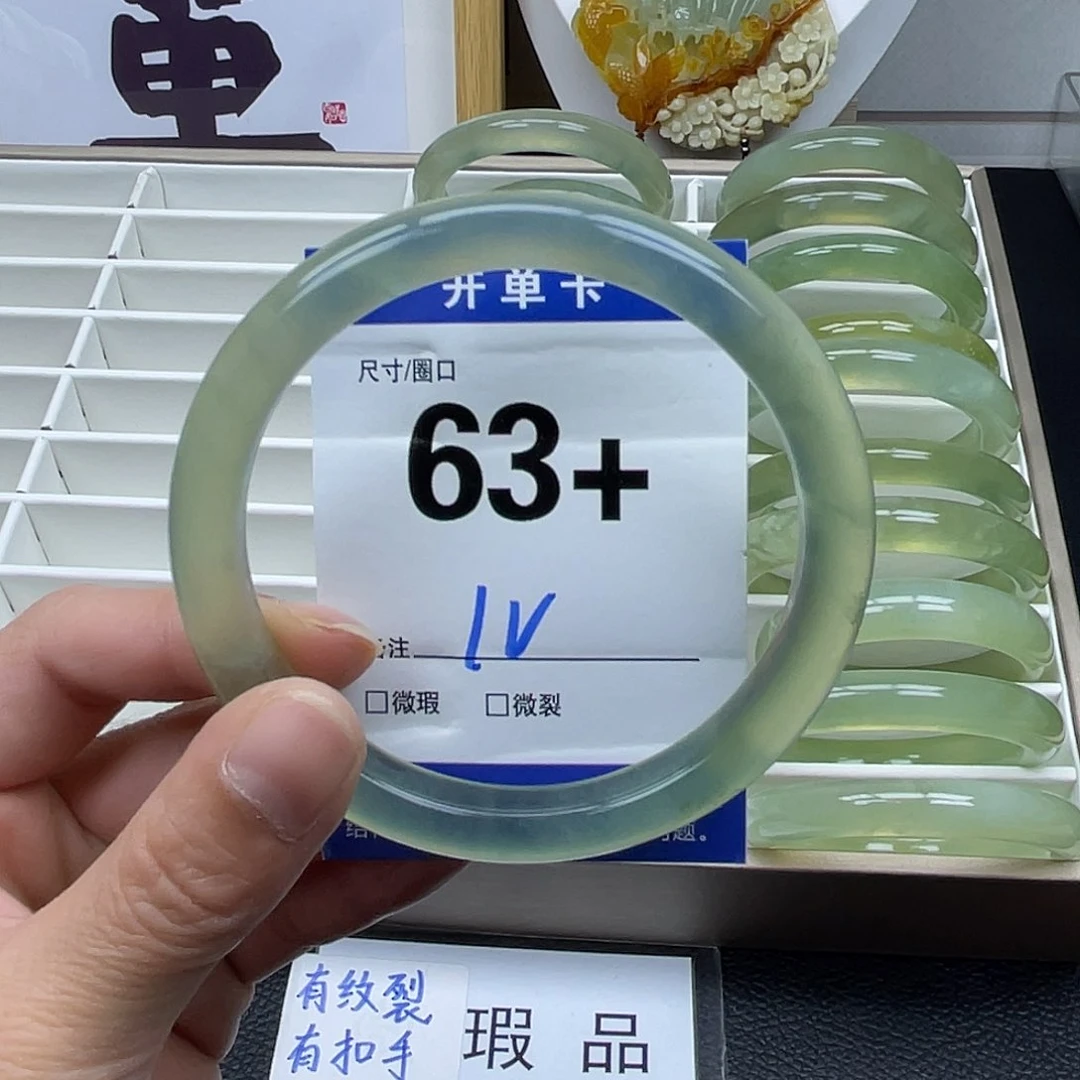 开单卡
尺寸/圈口
63+
注
微瑕 微裂
题。
有纹裂
有扣手
瑕品